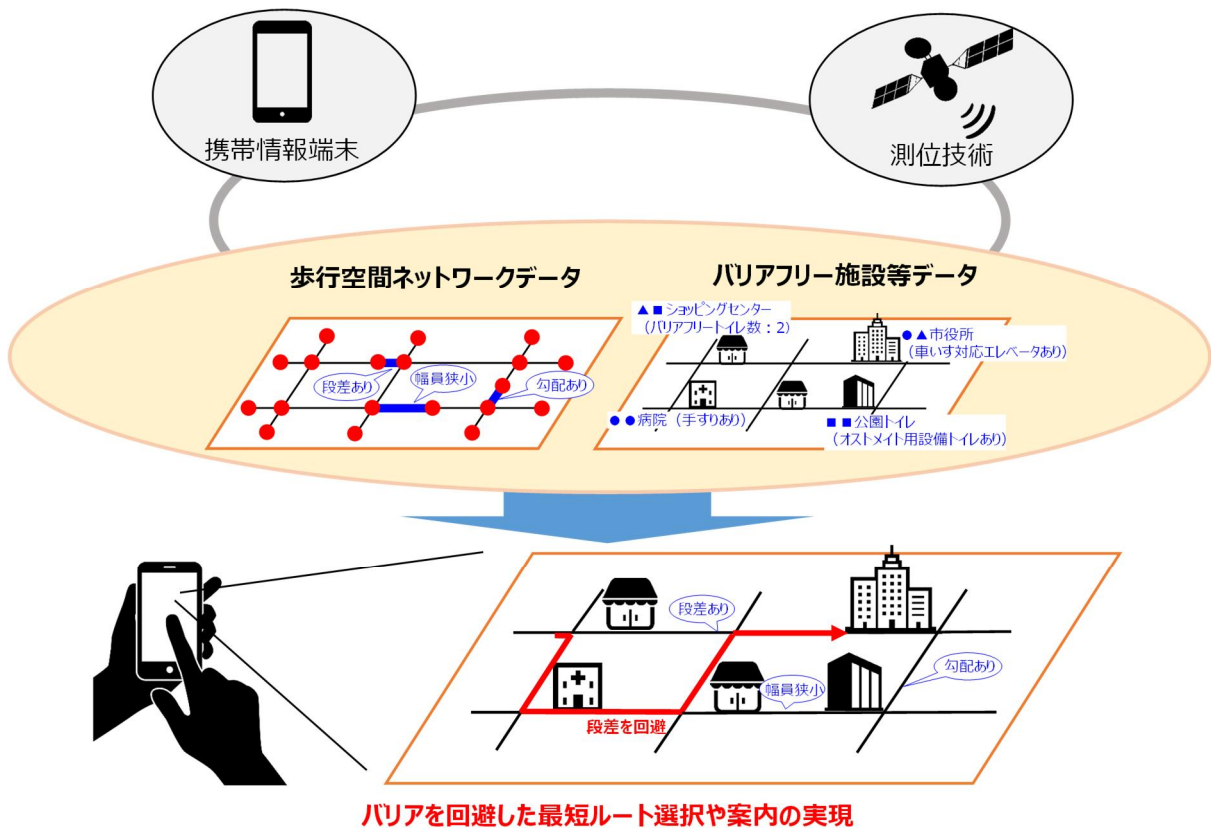 携帯情報端末
測位技術
歩行空間ネットワークデータ
バリアフリー施設等データ
段差あり
幅員狭小
勾配あり
▲■ショッピングセンター
(バリアフリートイレ数：2)
●▲市役所
(車いす対応エレベータあり)
●●病院（手すりあり）
■■公園トイレ
(オストメイト用設備トイレあり)
段差あり
勾配あり
幅員狭小
段差を回避
バリアを回避した最短ルート選択や案内の実現